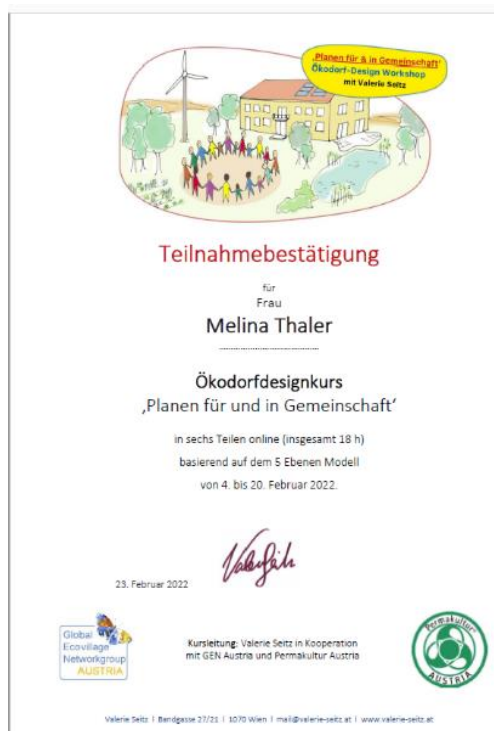 ‚Planen für & in Gemeinschaft'
Ökodorf-Design Workshop
mit Valerie Seitz
Teilnahmebestätigung
für
Frau
Melina Thaler
Ökodorfdesignkurs
‚Planen für und in Gemeinschaft‘
in sechs Teilen online (insgesamt 18 h)
basierend auf dem 5 Ebenen Modell
von 4. bis 20. Februar 2022.
23. Februar 2022
Global
Ecovillage
Networkgroup
AUSTRIA
Kursleitung: Valerie Seitz in Kooperation
mit GEN Austria und Permakultur Austria
Permakultur
AUSTRIA
Valerie Seitz I Bandgasse 27/21 I 1070 Wien I mail@valerie-seitz.at I www.valerie-seitz.at